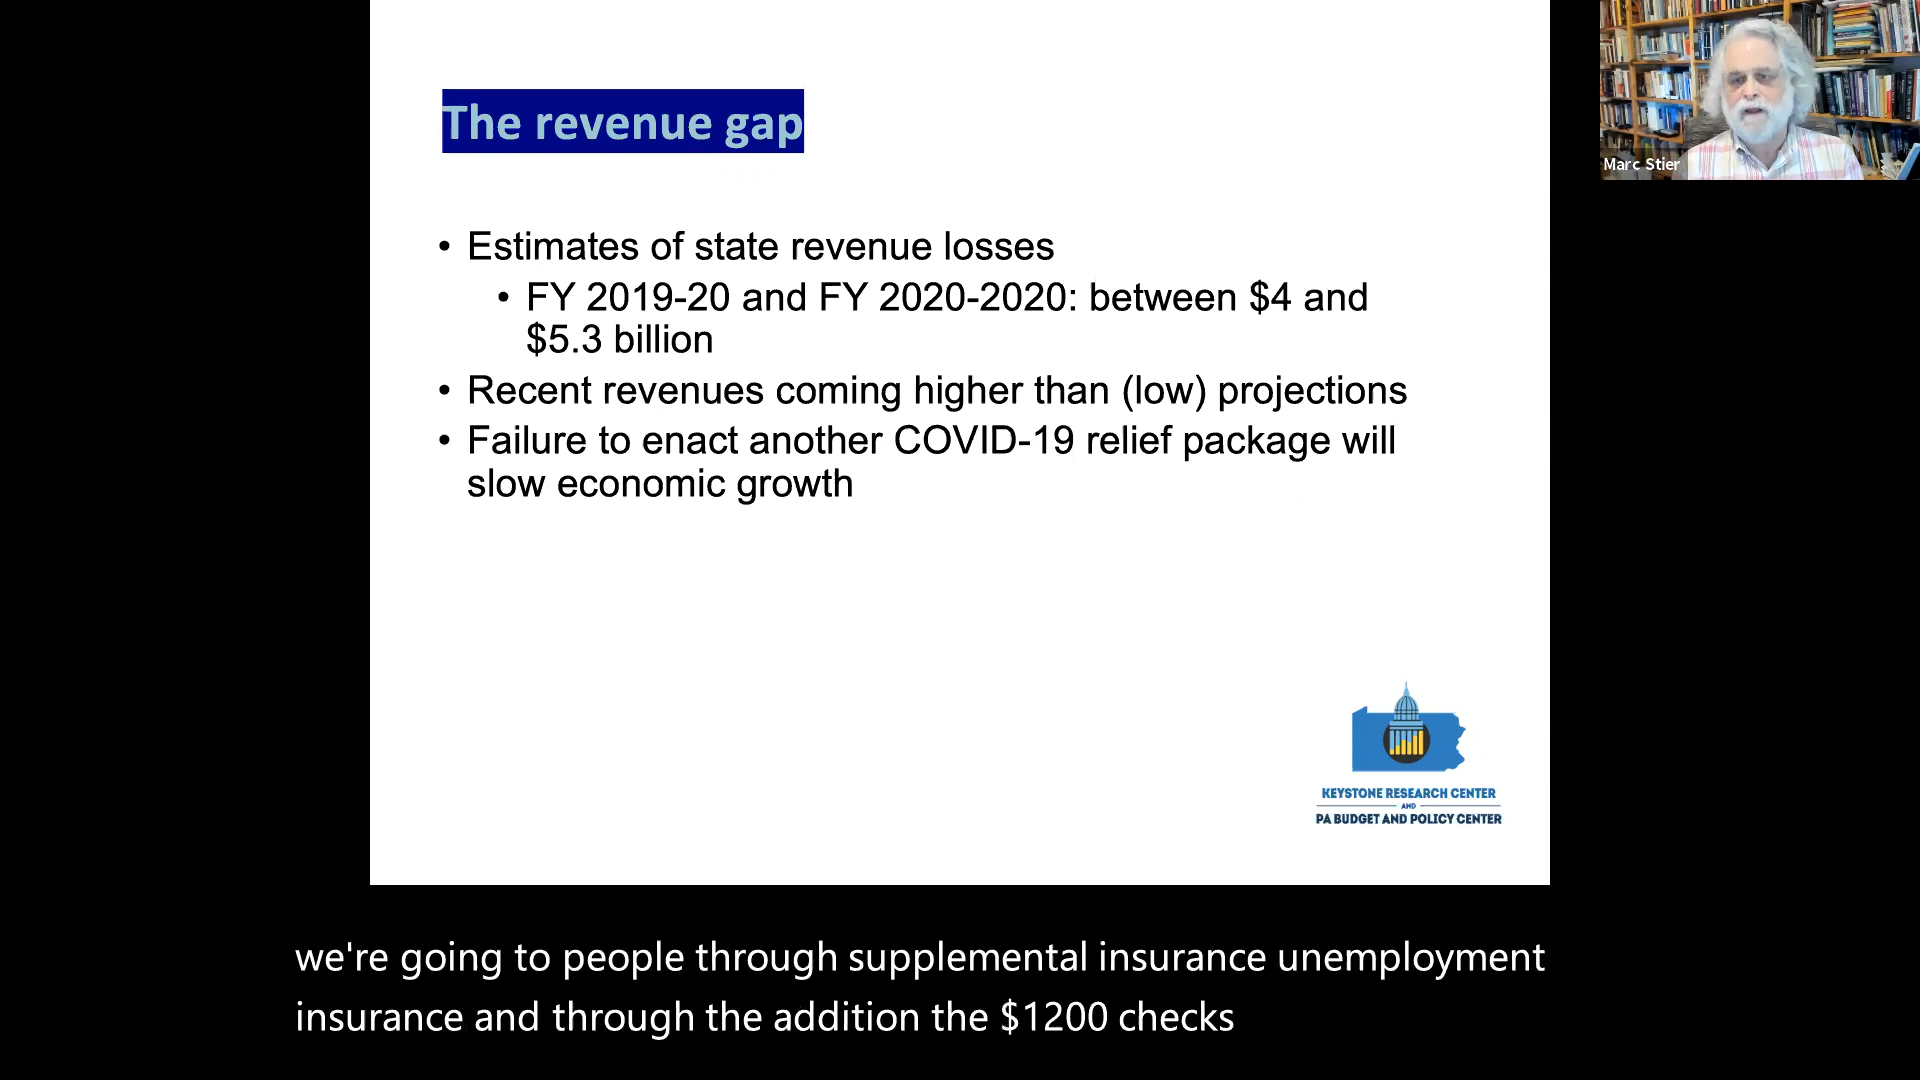 The revenue gap
Marc Stier
• Estimates of state revenue losses
• FY 2019-20 and FY 2020-2020: between $4 and
$5.3 billion
• Recent revenues coming higher than (low) projections
• Failure to enact another COVID-19 relief package will
slow economic growth
KEYSTONE RESEARCH CENTER
AND
PA BUDGET AND POLICY CENTER
we're going to people through supplemental insurance unemployment
insurance and through the addition the $1200 checks